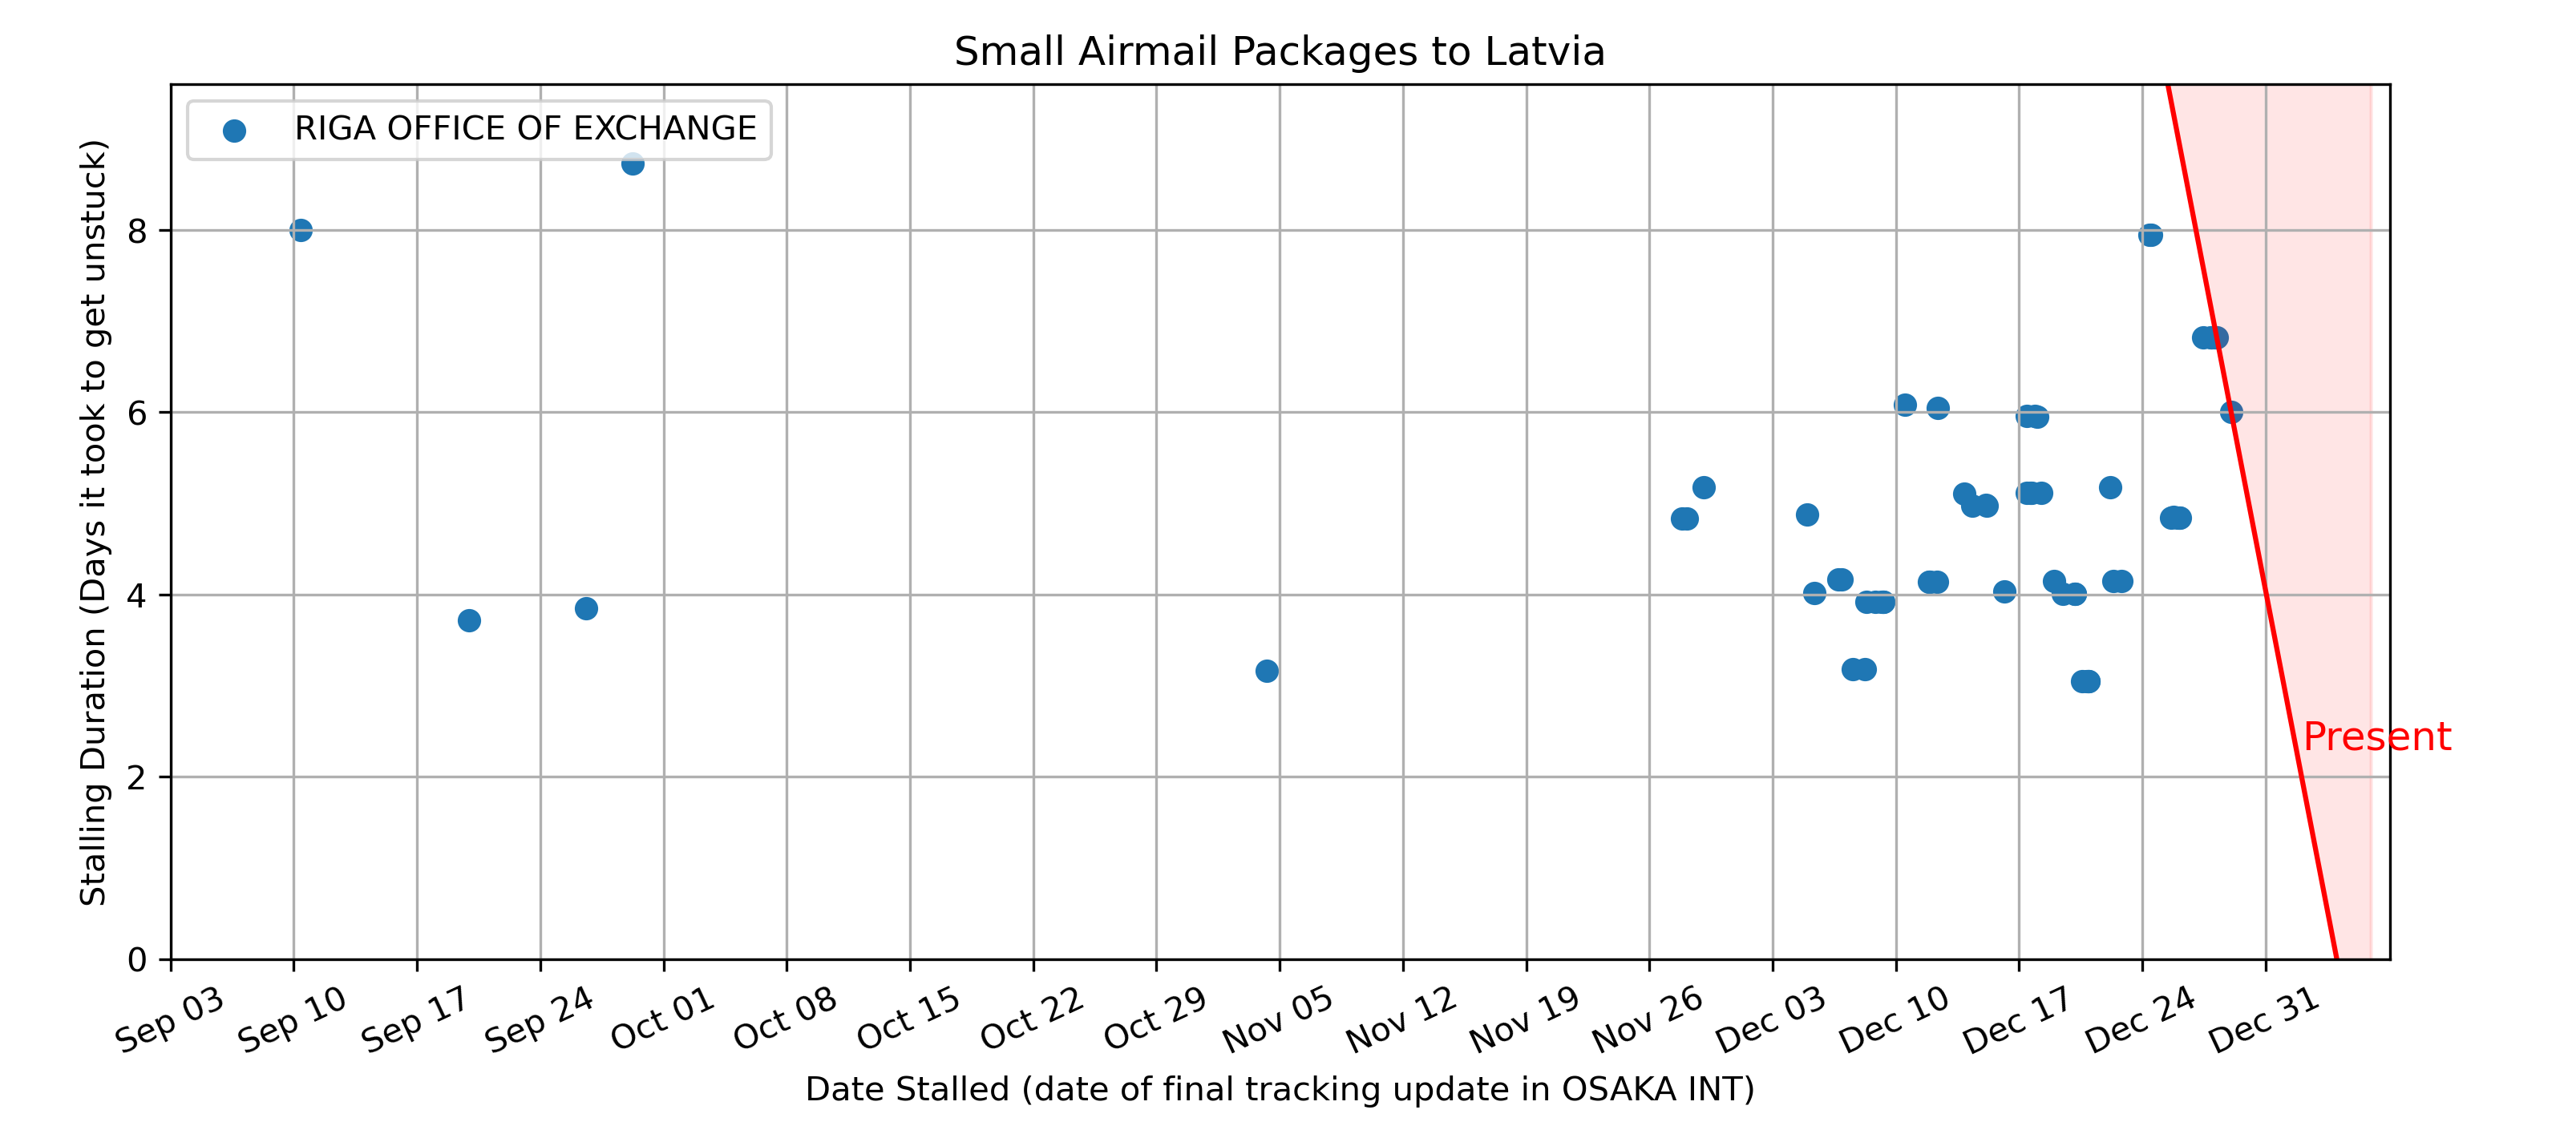 Small Airmail Packages to Latvia
RIGA OFFICE OF EXCHANGE
Stalling Duration (Days it took to get unstuck)
8
6
4
2
0
Present
Sep 03
Sep 10
Sep 17
Sep 24
Oct 01
Oct 08
Oct 15
Oct 22
Oct 29
Nov 05
Nov 12
Nov 19
Nov 26
Dec 03
Dec 10
Dec 17
Dec 24
Dec 31
Date Stalled (date of final tracking update in OSAKA INT)